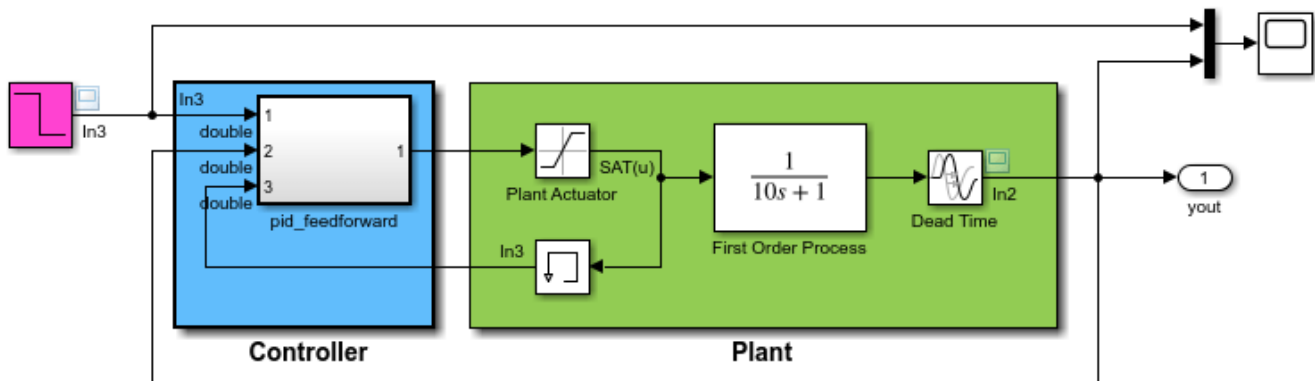 In3
In3
1
double
2
double
3
double
1
pid_feedforward
Controller
Plant Actuator
SAT(u)
In3
1
10s + 1
First Order Process
In2
Dead Time
Plant
1
yout